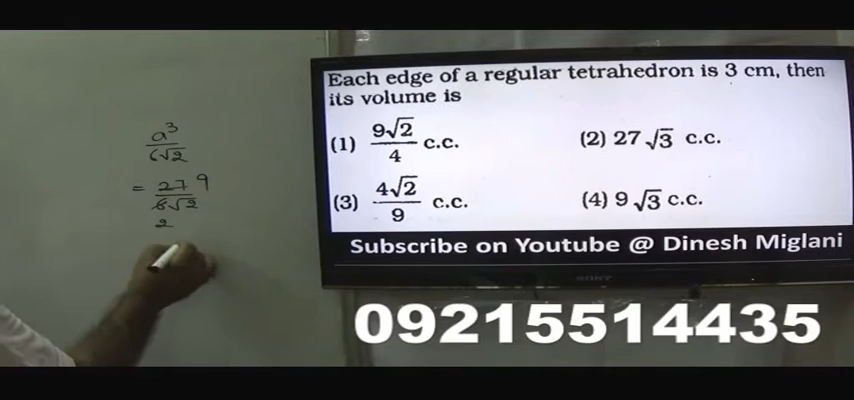 a³/6√2
= 27 9/6√2
2
Each edge of a regular tetrahedron is 3 cm, then
its volume is
(1) 9√2/4 c.c. (2) 27√3 c.c.
(3) 4√2/9 c.c. (4) 9√3 c.c.
Subscribe on Youtube @ Dinesh Miglani
SONY
09215514435